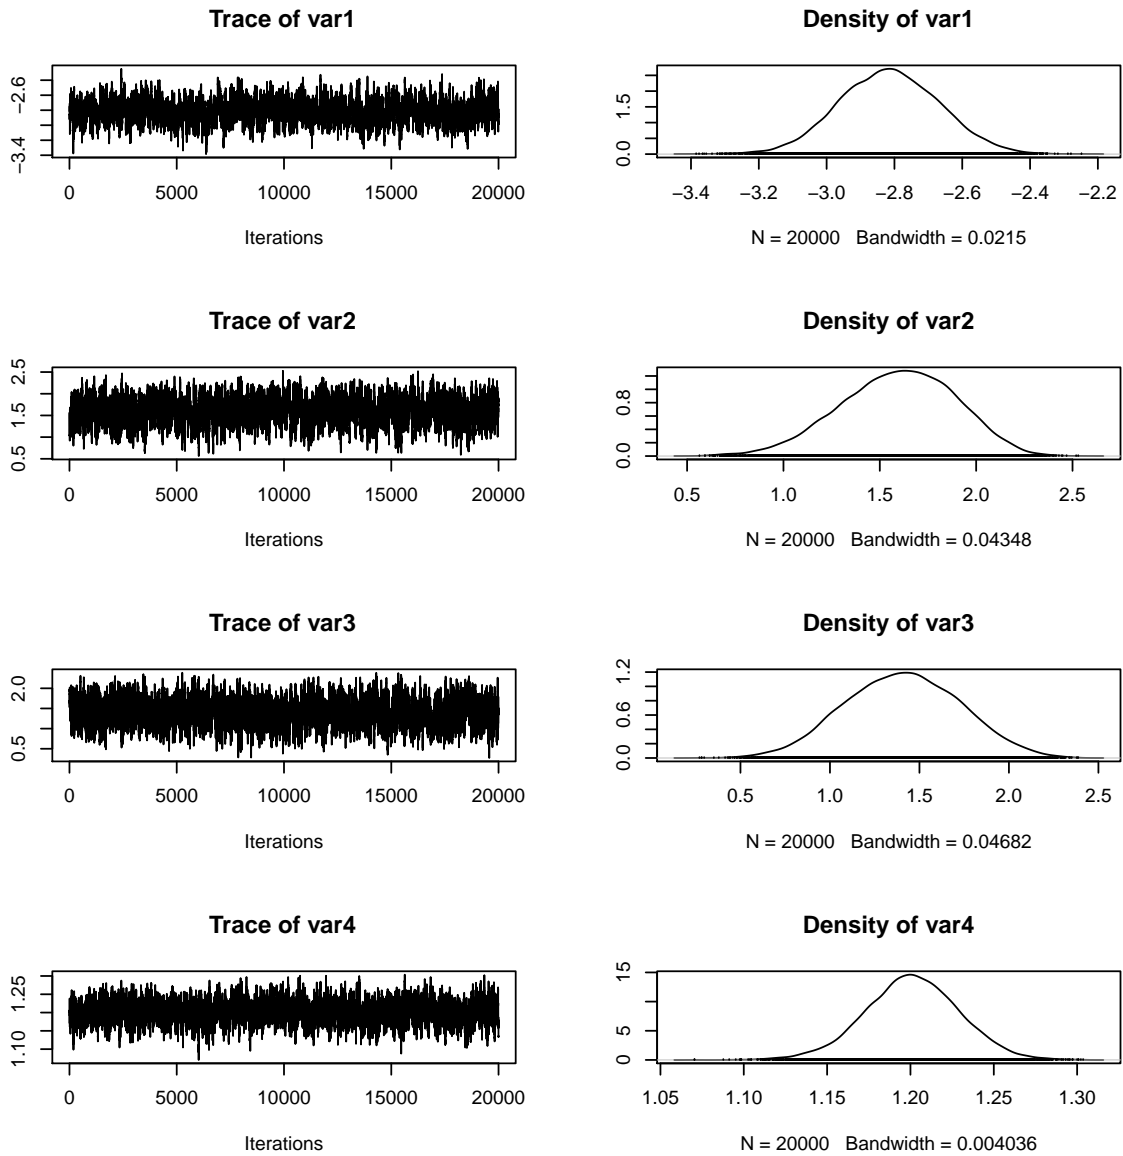 Trace of var1
−3.4 −2.6
0 5000 10000 15000 20000
Iterations
Density of var1
0.0 1.5
−3.4 −3.2 −3.0 −2.8 −2.6 −2.4 −2.2
N = 20000 Bandwidth = 0.0215
Trace of var2
0.5 1.5 2.5
0 5000 10000 15000 20000
Iterations
Density of var2
0.0 0.8
0.5 1.0 1.5 2.0 2.5
N = 20000 Bandwidth = 0.04348
Trace of var3
0.5 2.0
0 5000 10000 15000 20000
Iterations
Density of var3
0.0 0.6 1.2
0.5 1.0 1.5 2.0 2.5
N = 20000 Bandwidth = 0.04682
Trace of var4
1.10 1.25
0 5000 10000 15000 20000
Iterations
Density of var4
0 5 15
1.05 1.10 1.15 1.20 1.25 1.30
N = 20000 Bandwidth = 0.004036